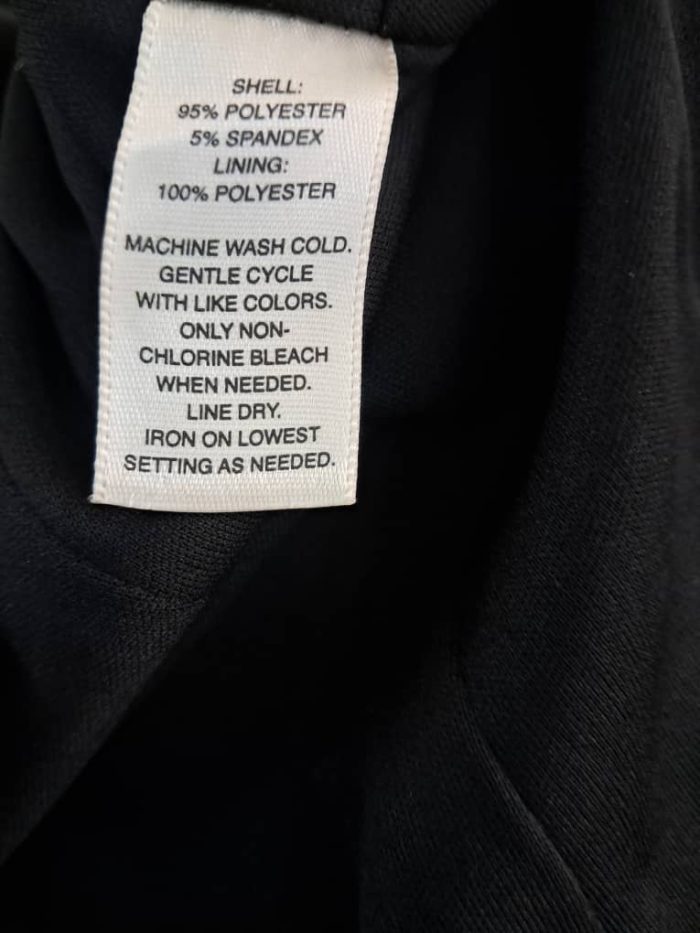 SHELL:
95% POLYESTER
5% SPANDEX
LINING:
100% POLYESTER
MACHINE WASH COLD.
GENTLE CYCLE
WITH LIKE COLORS.
ONLY NON-
CHLORINE BLEACH
WHEN NEEDED.
LINE DRY.
IRON ON LOWEST
SETTING AS NEEDED.